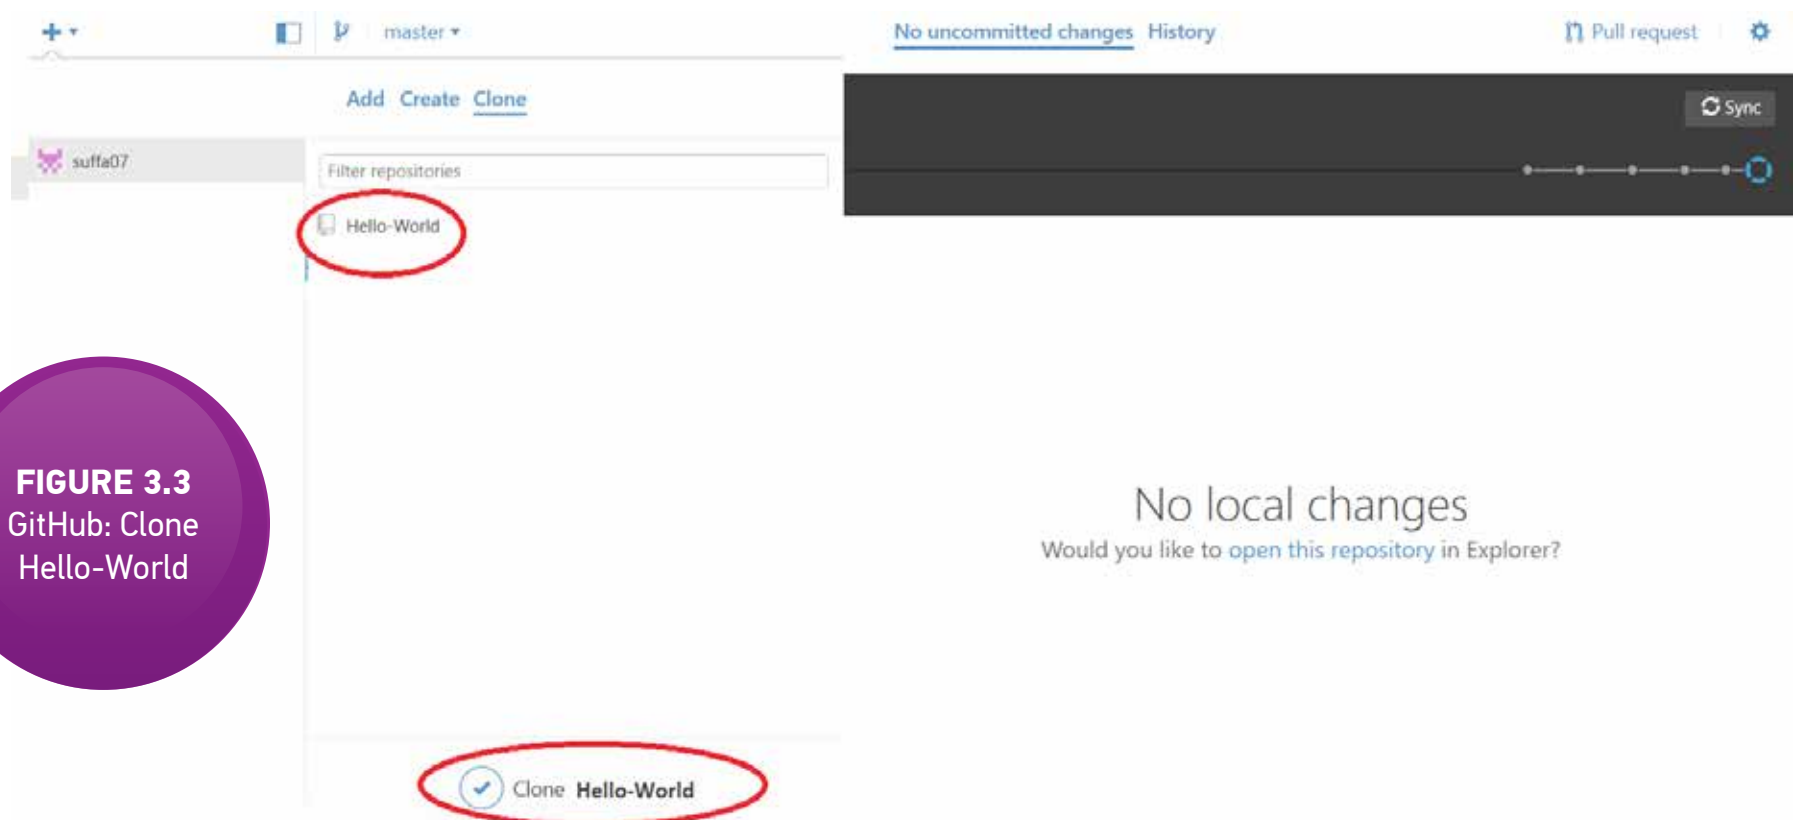 master
No uncommitted changes History
Pull request
Add Create Clone
Sync
suffa07
Filter repositories
Hello-World
FIGURE 3.3
GitHub: Clone
Hello-World
No local changes
Would you like to open this repository in Explorer?
Clone Hello-World